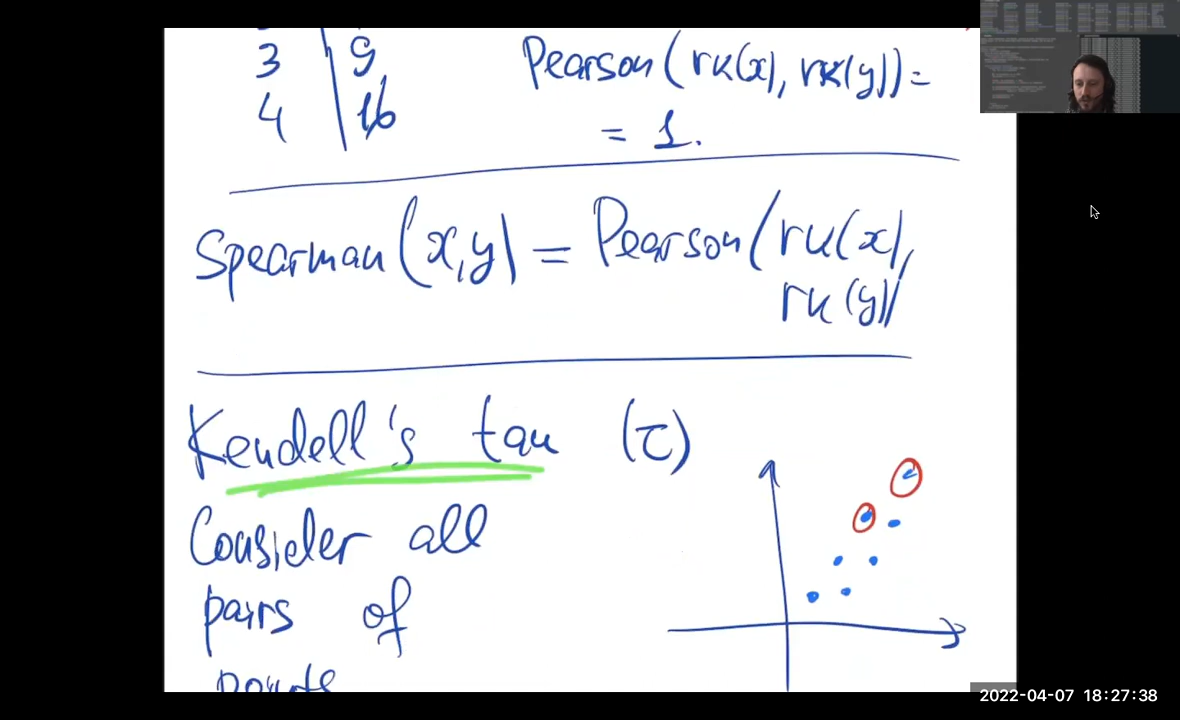 3 | 9
Pearson(rk(x), rk(y)) =
4 | 16
= 1.
Spearman(x,y) = Pearson(rk(x),
rk(y)
Kendell's tau (τ)
Consider all
pairs of
points
2022-04-07 18:27:38